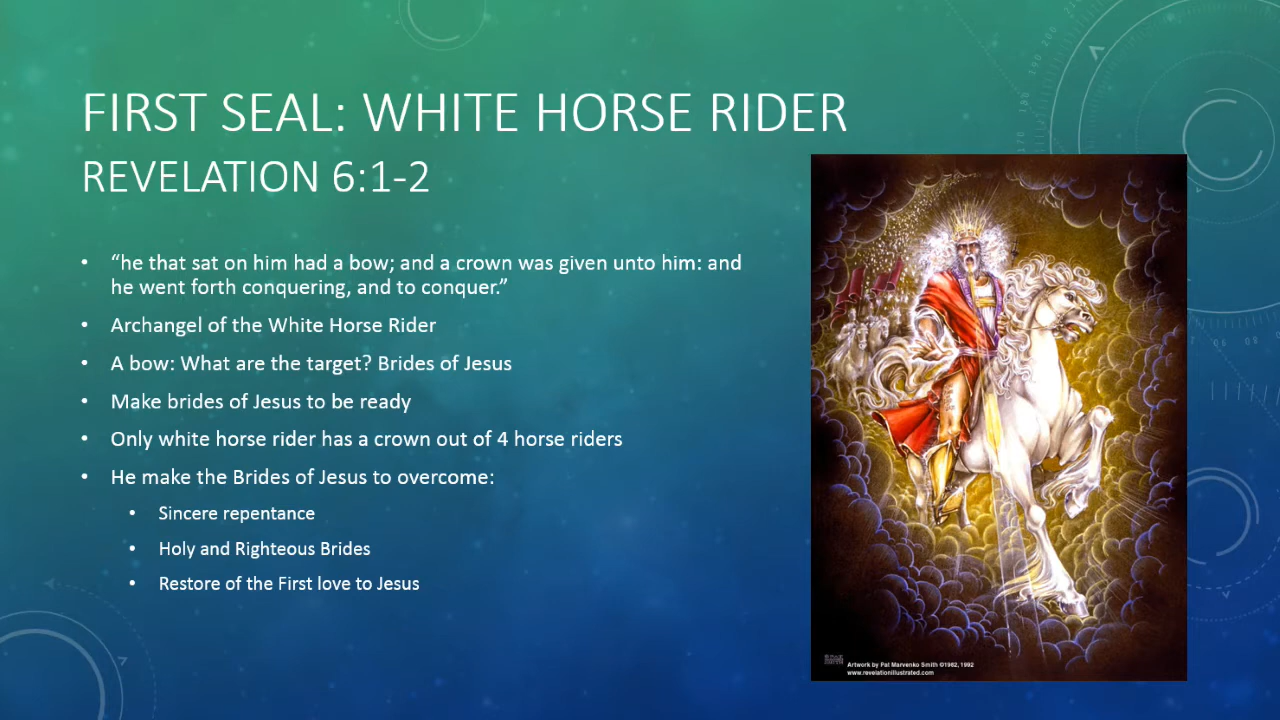 FIRST SEAL: WHITE HORSE RIDER
REVELATION 6:1-2
• “he that sat on him had a bow; and a crown was given unto him: and
he went forth conquering, and to conquer.”
• Archangel of the White Horse Rider
• A bow: What are the target? Brides of Jesus
• Make brides of Jesus to be ready
• Only white horse rider has a crown out of 4 horse riders
• He make the Brides of Jesus to overcome:
• Sincere repentance
• Holy and Righteous Brides
• Restore of the First love to Jesus
Artwork by Pat Marvenko Smith ©1982, 1992
www.revelationillustrated.com